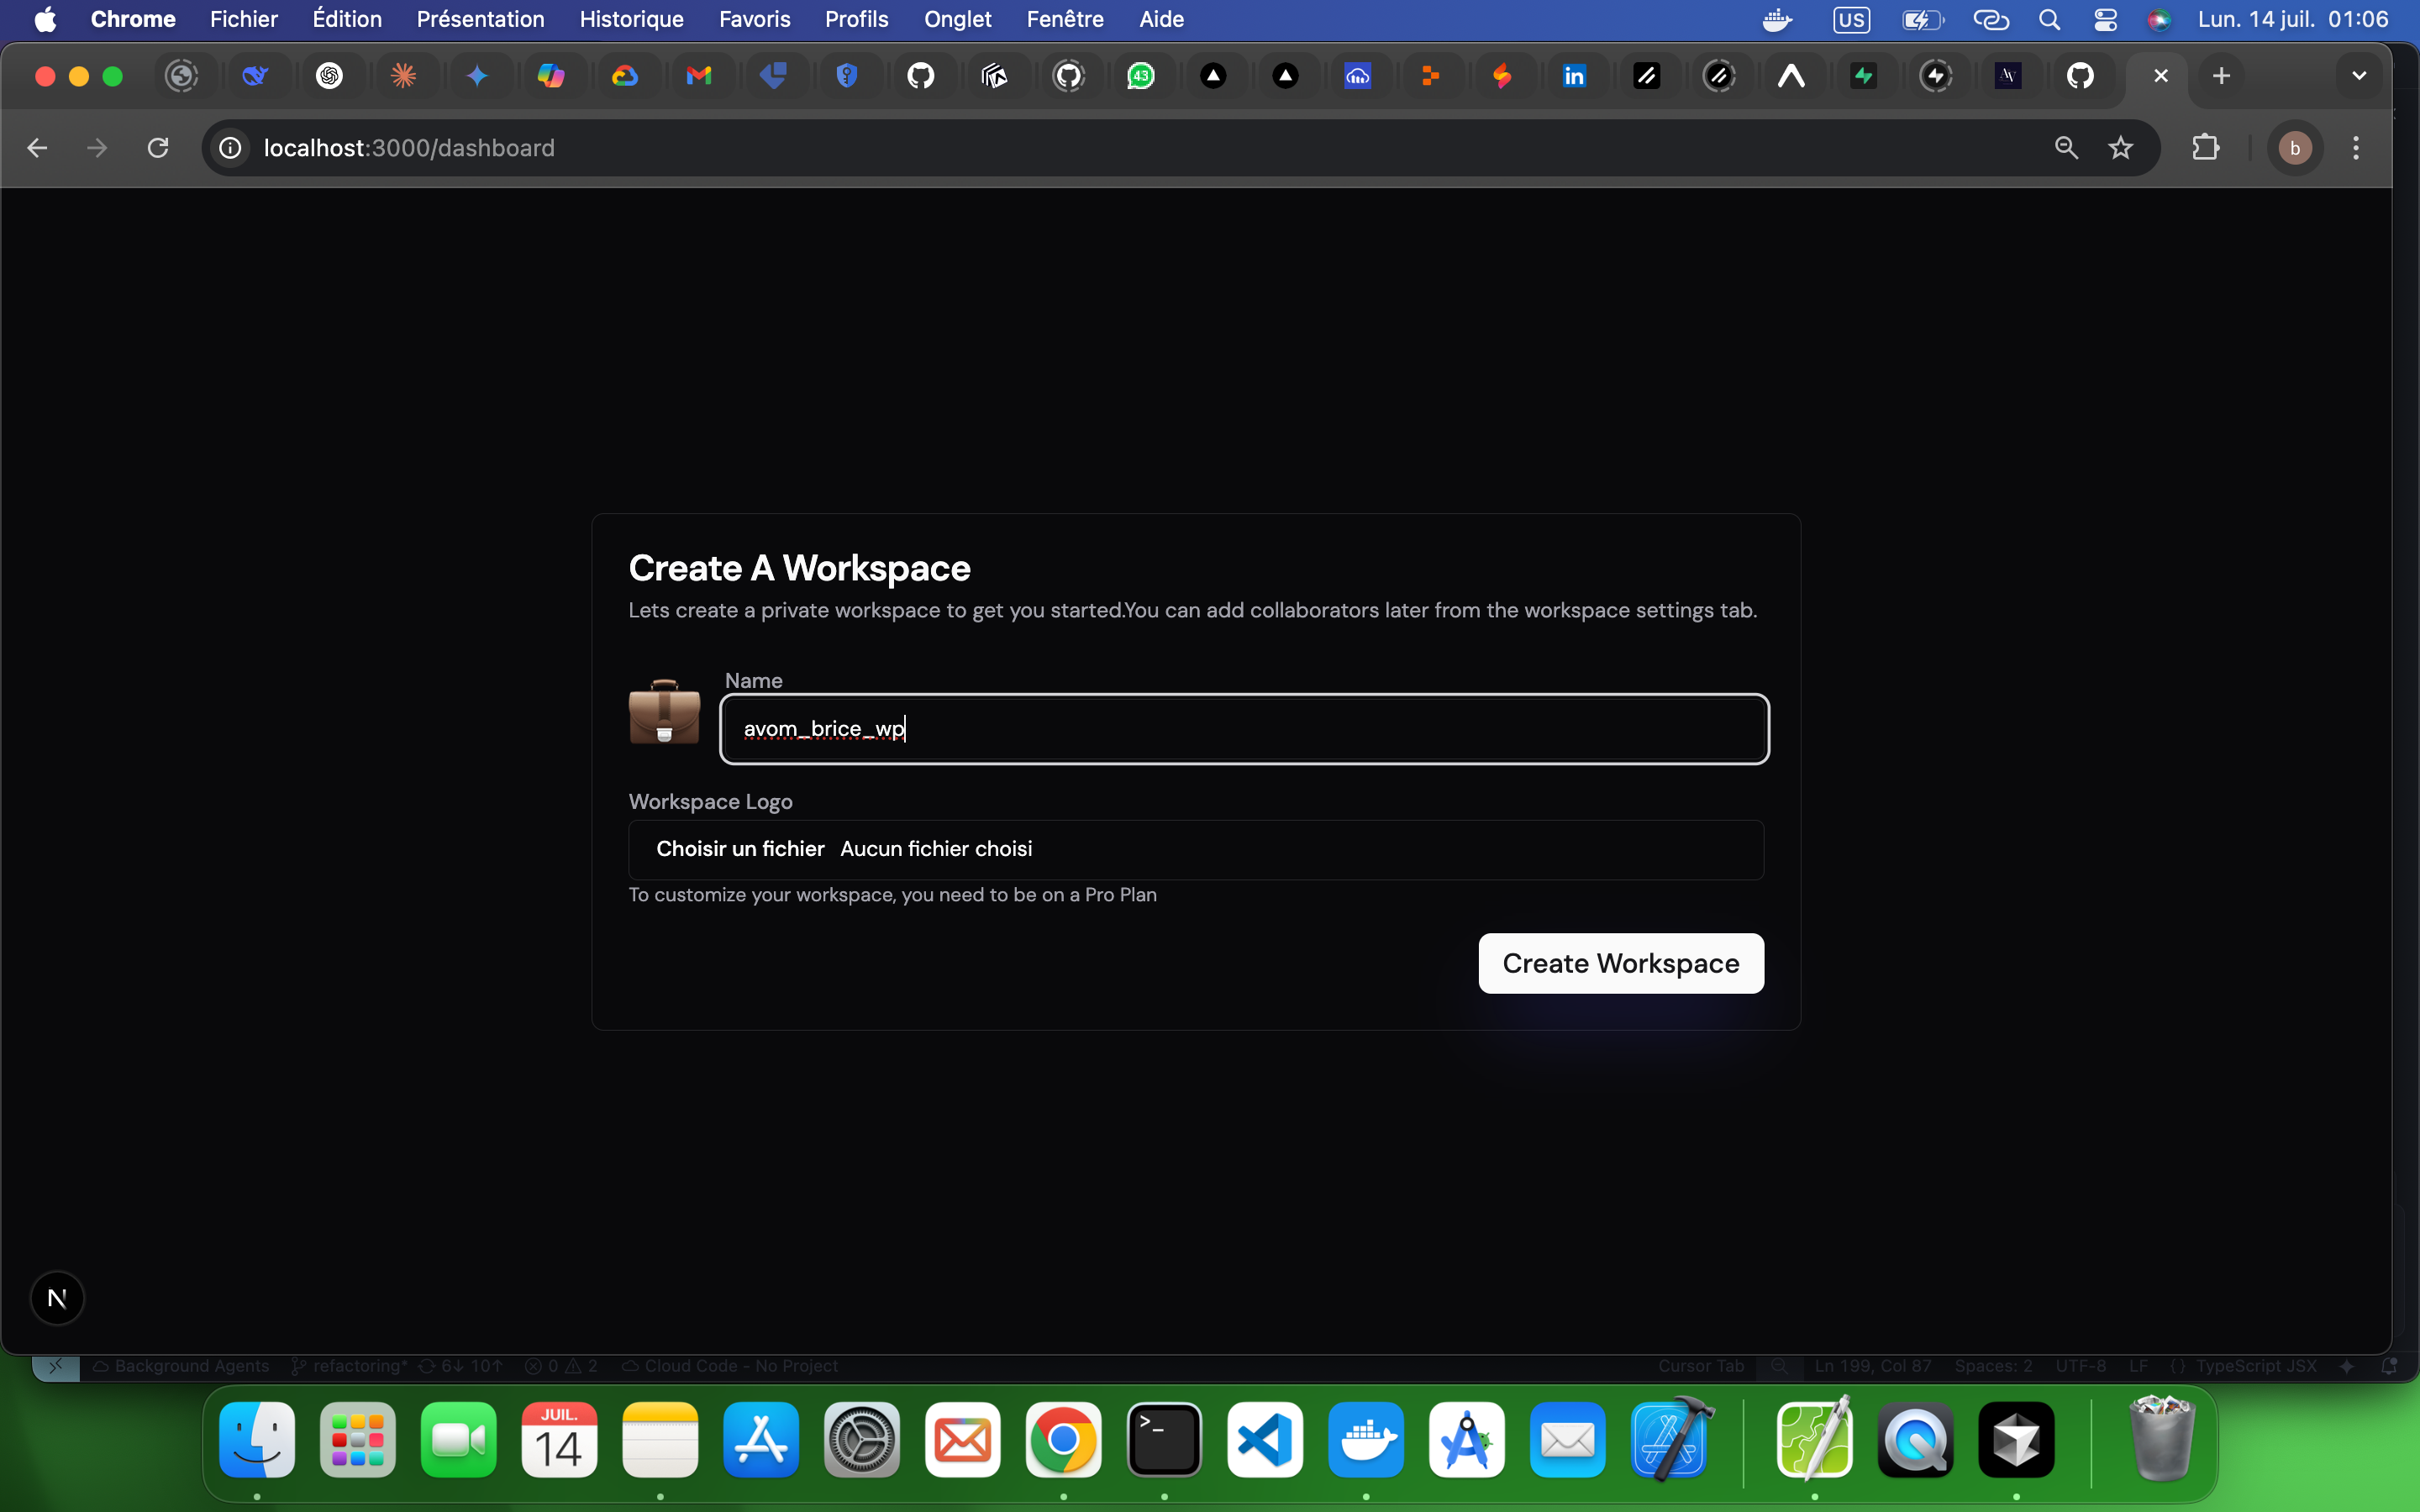 Chrome Fichier Édition Présentation Historique Favoris Profils Onglet Fenêtre Aide US Lun. 14 juil. 01:06
43 in AV
localhost:3000/dashboard b
Create A Workspace
Lets create a private workspace to get you started.You can add collaborators later from the workspace settings tab.
Name
avom_brice_wp
Workspace Logo
Choisir un fichier Aucun fichier choisi
To customize your workspace, you need to be on a Pro Plan
Create Workspace
N
Background Agents refactoring* 6↓ 10↑ 0 2 Cloud Code - No Project Cursor Tab Ln 199, Col 87 Spaces: 2 UTF-8 LF {} TypeScript JSX
JUIL.
14
>_